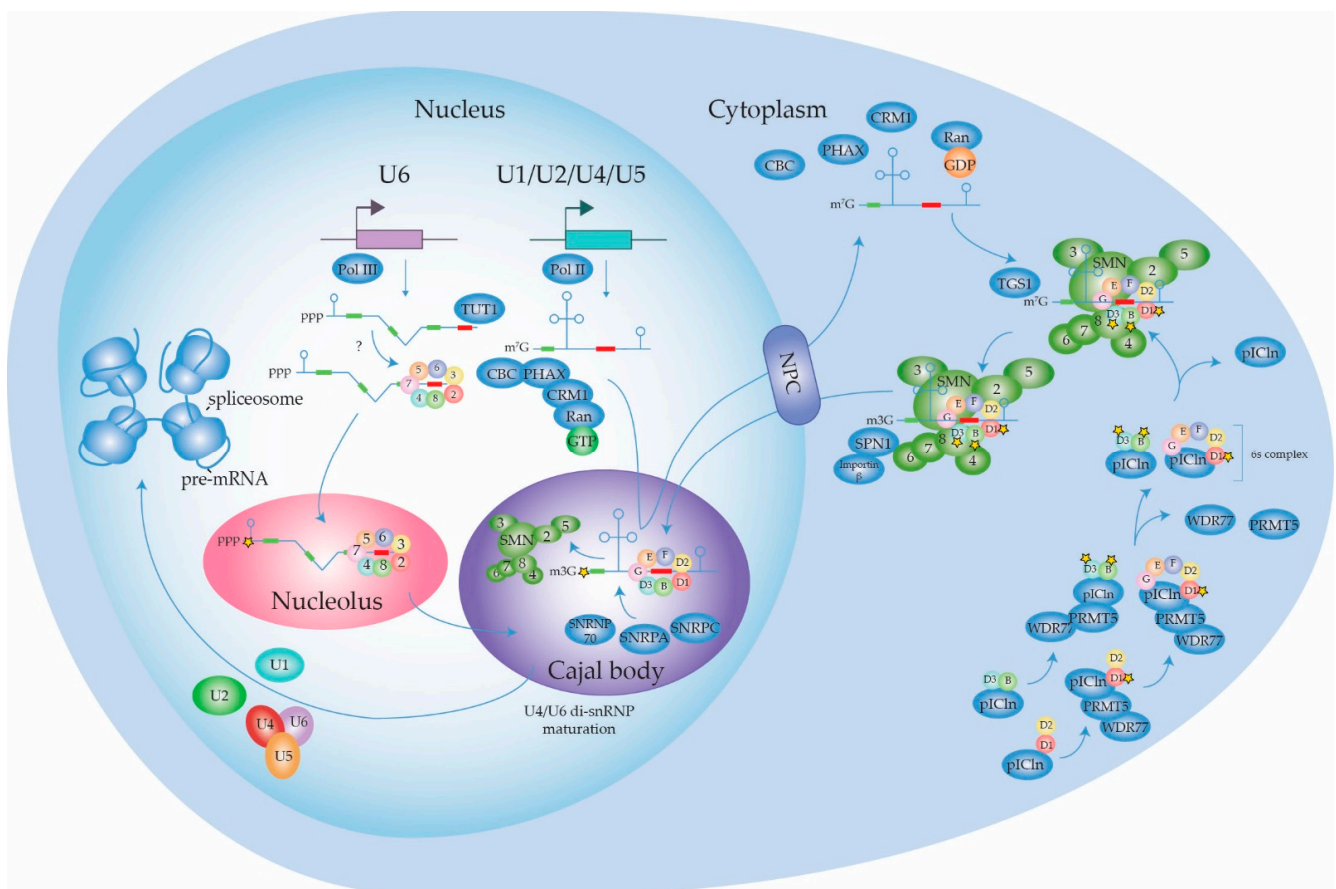 Nucleus
Cytoplasm
U6
U1/U2/U4/U5
Pol III
Pol II
ppp
TUT1
?
ppp
5 6 3
7
4 8 2
m⁷G
CBC
PHAX
CRM1
Ran
GTP
spliceosome
pre-mRNA
ppp
5 6 3
7
4 8 2
Nucleolus
3
SMN
2
5
6 7 8 4
m3G
E F
G D2
D3 B D1
SNRNP
70
SNRPA
SNRPC
Cajal body
U4/U6 di-snRNP
maturation
U1
U2
U4
U6
U5
NPC
CBC
PHAX
CRM1
Ran
GDP
m⁷G
TGS1
3
SMN
2
5
m⁷G
E F
G D2
D3 B D1
6 7 8 4
3
SMN
2
5
m3G
E F
G D2
D3 B D1
6 7 8 4
SPN1
Importin
β
pICln
D3 B
pICln
E F
G D2
D1
pICln
6s complex
WDR77
PRMT5
D3 B
pICln
PRMT5
WDR77
E F
G D2
D1
pICln
PRMT5
WDR77
D3 B
pICln
D2
D1
pICln
PRMT5
WDR77
D2
D1
pICln